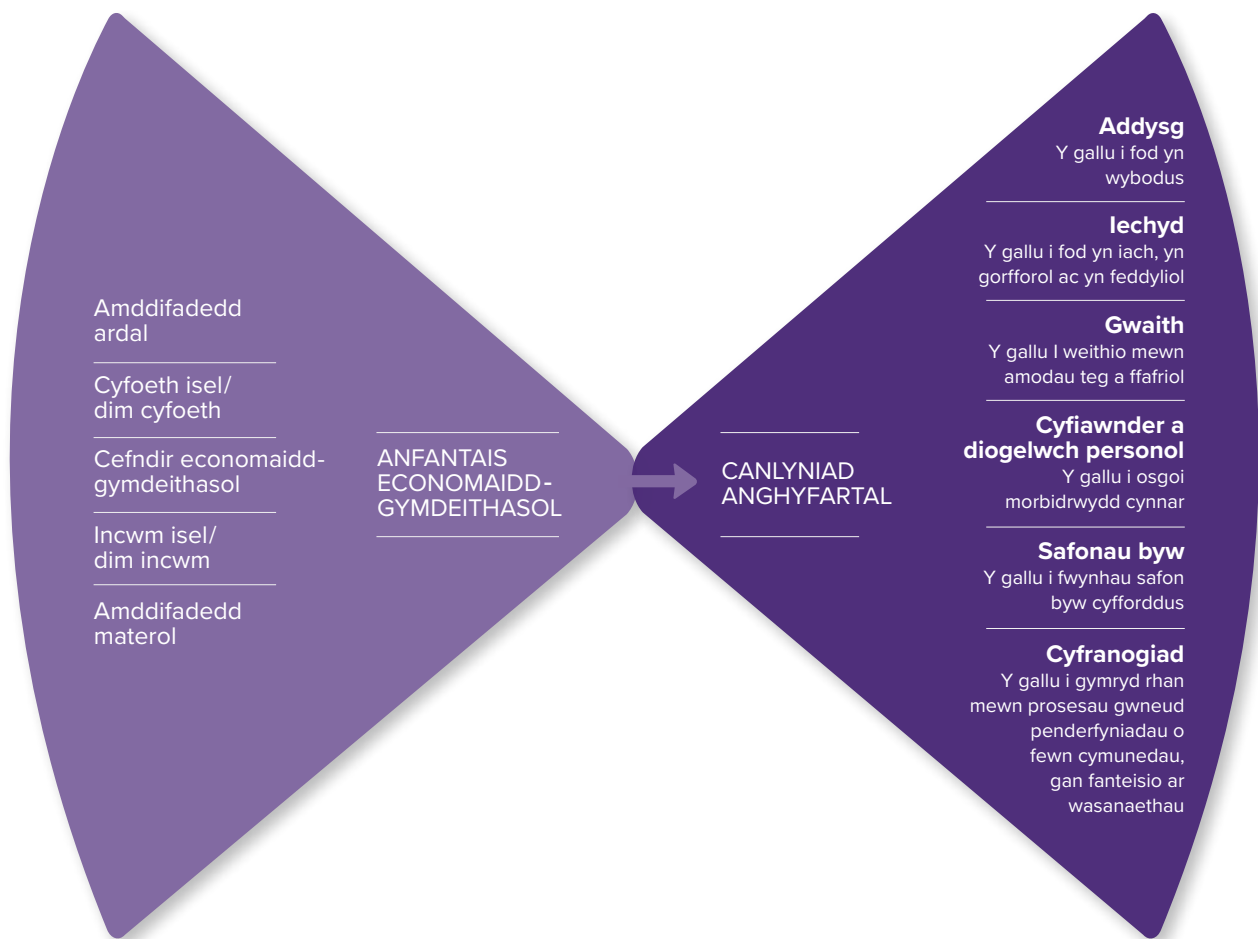 Amddifadedd
ardal
Cyfoeth isel/
dim cyfoeth
Cefndir economaidd-
gymdeithasol
Incwm isel/
dim incwm
Amddifadedd
materol
ANFANTAIS
ECONOMAIDD-
GYMDEITHASOL
CANLYNIAD
ANGHYFARTAL
Addysg
Y gallu i fod yn
wybodus
Iechyd
Y gallu i fod yn iach, yn
gorfforol ac yn feddyliol
Gwaith
Y gallu I weithio mewn
amodau teg a ffafriol
Cyfiawnder a
diogelwch personol
Y gallu i osgoi
morbidrwydd cynnar
Safonau byw
Y gallu i fwynhau safon
byw cyfforddus
Cyfranogiad
Y gallu i gymryd rhan
mewn prosesau gwneud
penderfyniadau o
fewn cymunedau,
gan fanteisio ar
wasanaethau